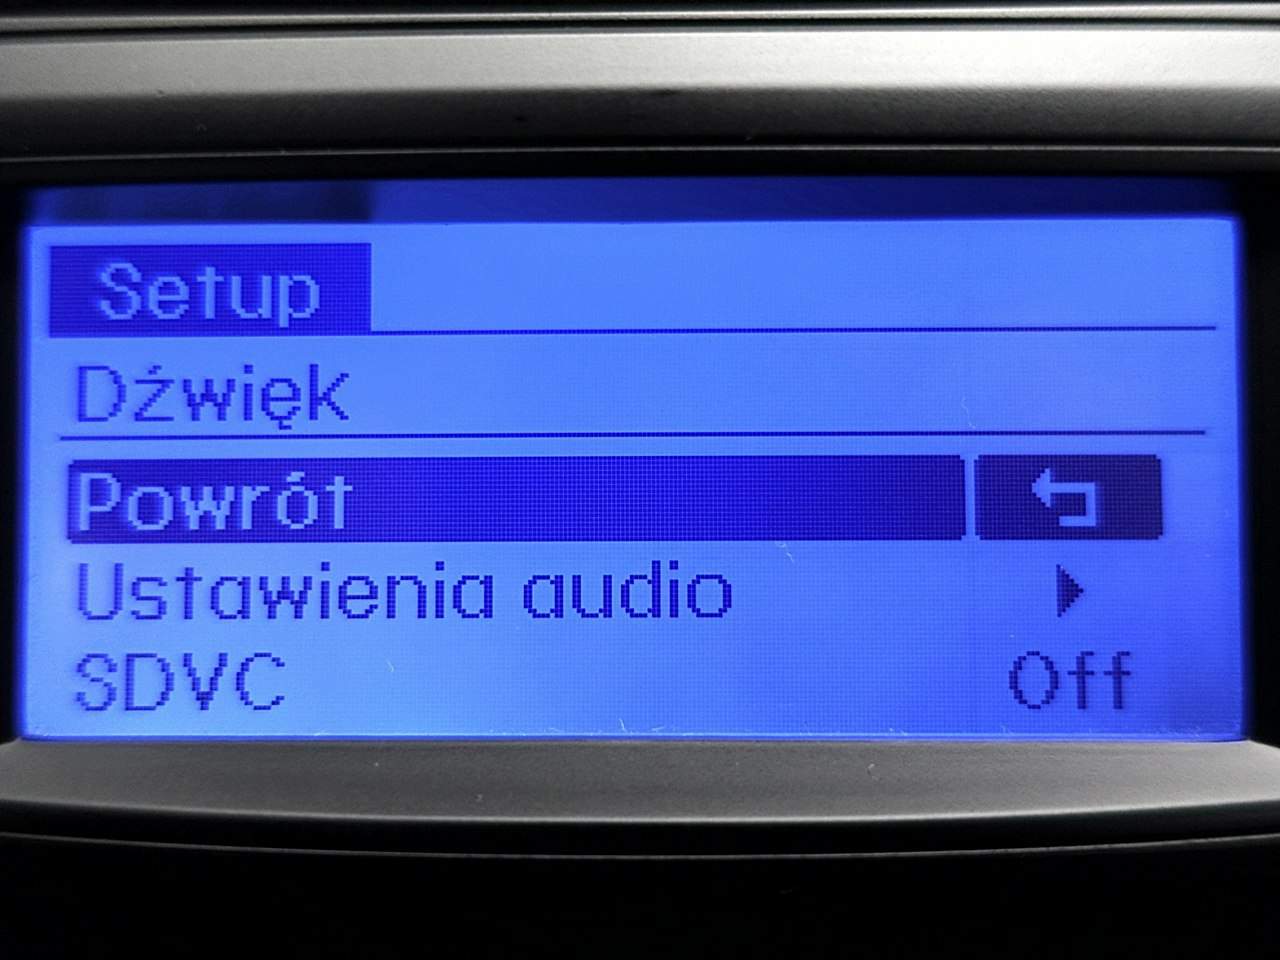 Setup
Dźwięk
Powrót
Ustawienia audio
SDVC Off